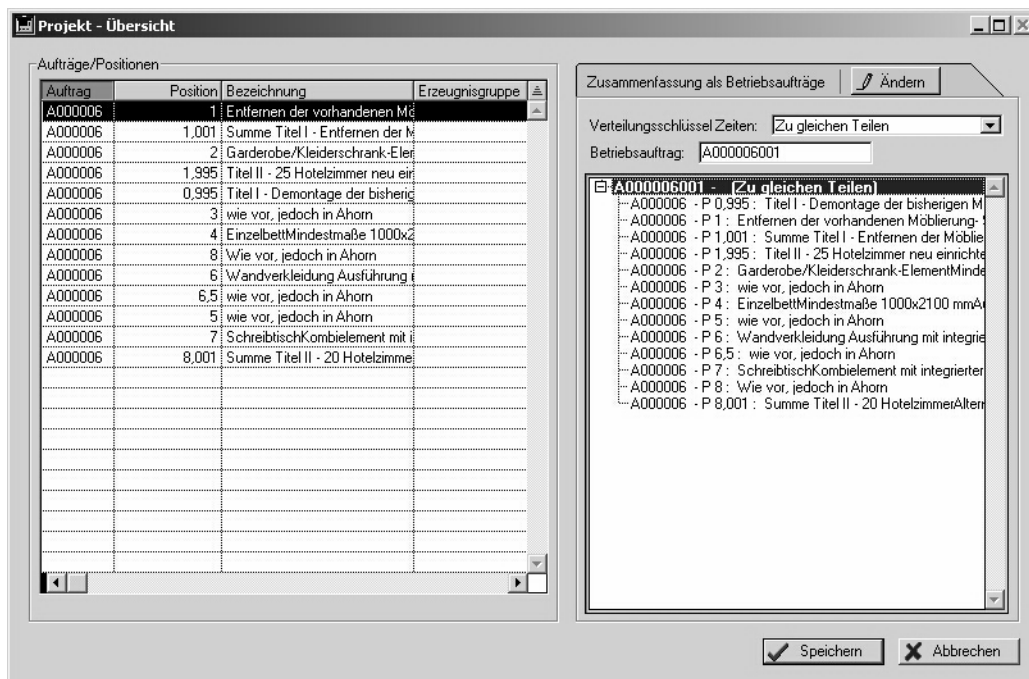 Projekt - Übersicht
Aufträge/Positionen
Auftrag Position Bezeichnung Erzeugnisgruppe
A000006 1 Entfernen der vorhandenen Mö
A000006 1,001 Summe Titel I - Entfernen der M
A000006 2 Garderobe/Kleiderschrank-Eler
A000006 1,995 Titel II - 25 Hotelzimmer neu ein
A000006 0,995 Titel I - Demontage der bisherig
A000006 3 wie vor, jedoch in Ahorn
A000006 4 EinzelbettMindestmaße 1000x2
A000006 8 Wie vor, jedoch in Ahorn
A000006 6 Wandverkleidung Ausführung
A000006 6,5 wie vor, jedoch in Ahorn
A000006 5 wie vor, jedoch in Ahorn
A000006 7 SchreibtischKombielement mit i
A000006 8,001 Summe Titel II - 20 Hotelzimme
Zusammenfassung als Betriebsaufträge
Ändern
Verteilungsschlüssel Zeiten: Zu gleichen Teilen
Betriebsauftrag: A000006001
A000006001 - (Zu gleichen Teilen)
A000006 - P 0,995 : Titel I - Demontage der bisherigen M
A000006 - P 1 : Entfernen der vorhandenen Möblierung-
A000006 - P 1,001 : Summe Titel I - Entfernen der Möblie
A000006 - P 1,995 : Titel II - 25 Hotelzimmer neu einrichte
A000006 - P 2 : Garderobe/Kleiderschrank-ElementMinde
A000006 - P 3 : wie vor, jedoch in Ahorn
A000006 - P 4 : EinzelbettMindestmaße 1000x2100 mmAu
A000006 - P 5 : wie vor, jedoch in Ahorn
A000006 - P 6 : Wandverkleidung Ausführung mit integrie
A000006 - P 6,5 : wie vor, jedoch in Ahorn
A000006 - P 7 : SchreibtischKombielement mit integrierter
A000006 - P 8 : Wie vor, jedoch in Ahorn
A000006 - P 8,001 : Summe Titel II - 20 HotelzimmerAltern
Speichern
Abbrechen